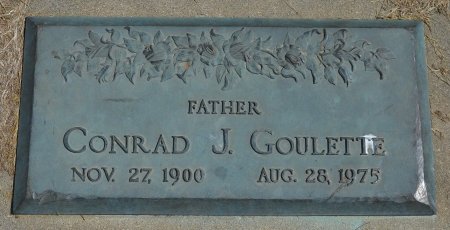 FATHER
CONRAD J. GOULETTE
NOV. 27, 1900 AUG. 28, 1975